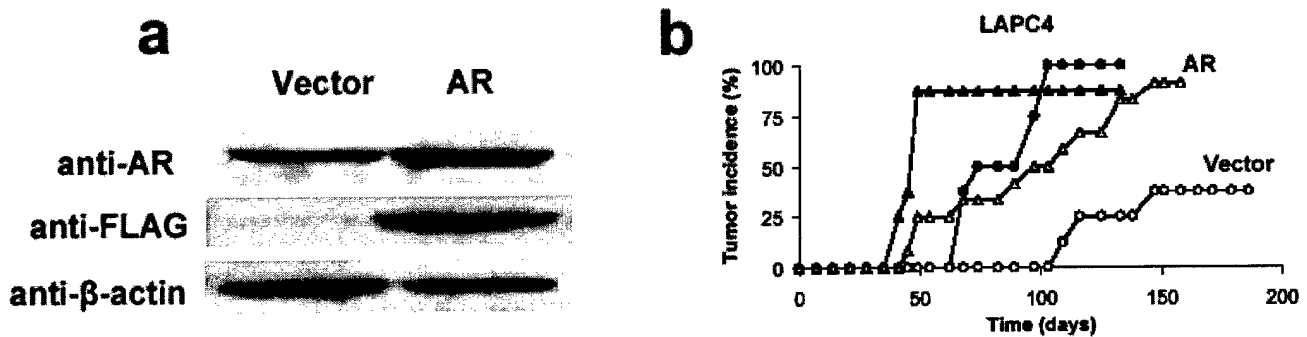 a
Vector AR
anti-AR
anti-FLAG
anti-β-actin
b
LAPC4
Tumor incidence (%)
100
75
50
25
0
AR
Vector
0 50 100 150 200
Time (days)